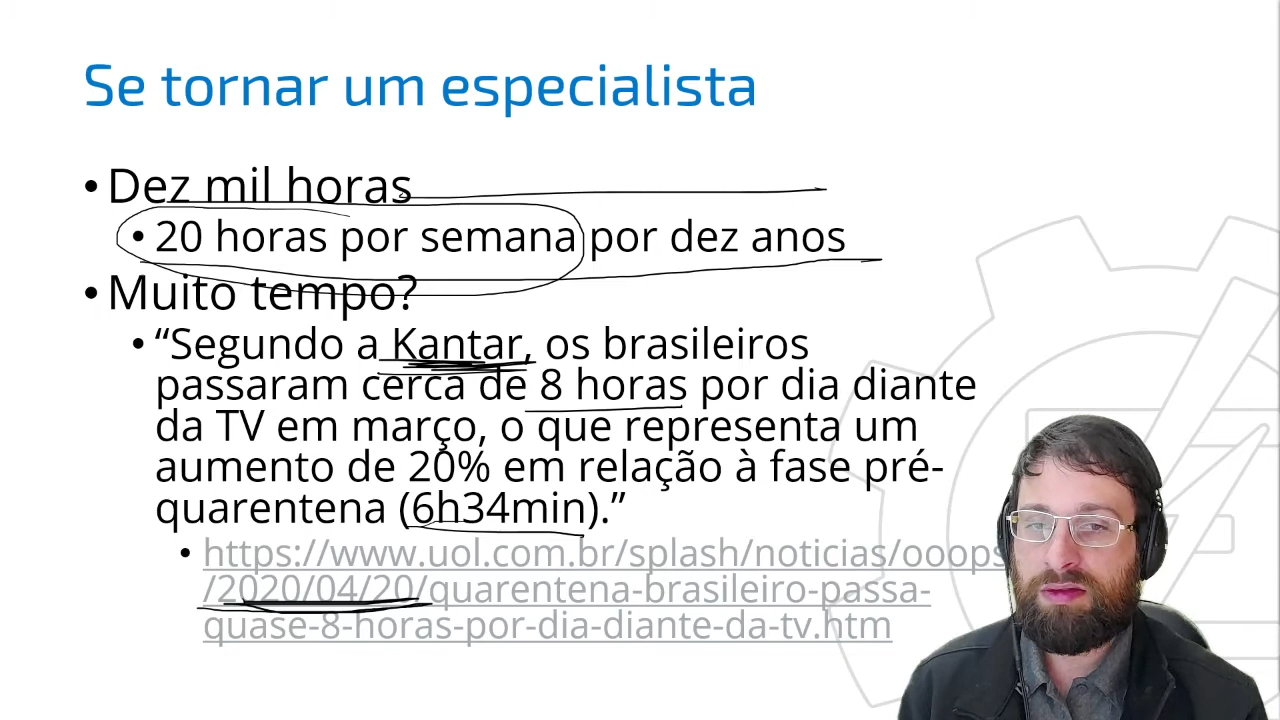 Se tornar um especialista
• Dez mil horas
• 20 horas por semana por dez anos
• Muito tempo?
• “Segundo a Kantar, os brasileiros
passaram cerca de 8 horas por dia diante
da TV em março, o que representa um
aumento de 20% em relação à fase pré-
quarentena (6h34min).”
• https://www.uol.com.br/splash/noticias/ooops
/2020/04/20/quarentena-brasileiro-passa-
quase-8-horas-por-dia-diante-da-tv.htm